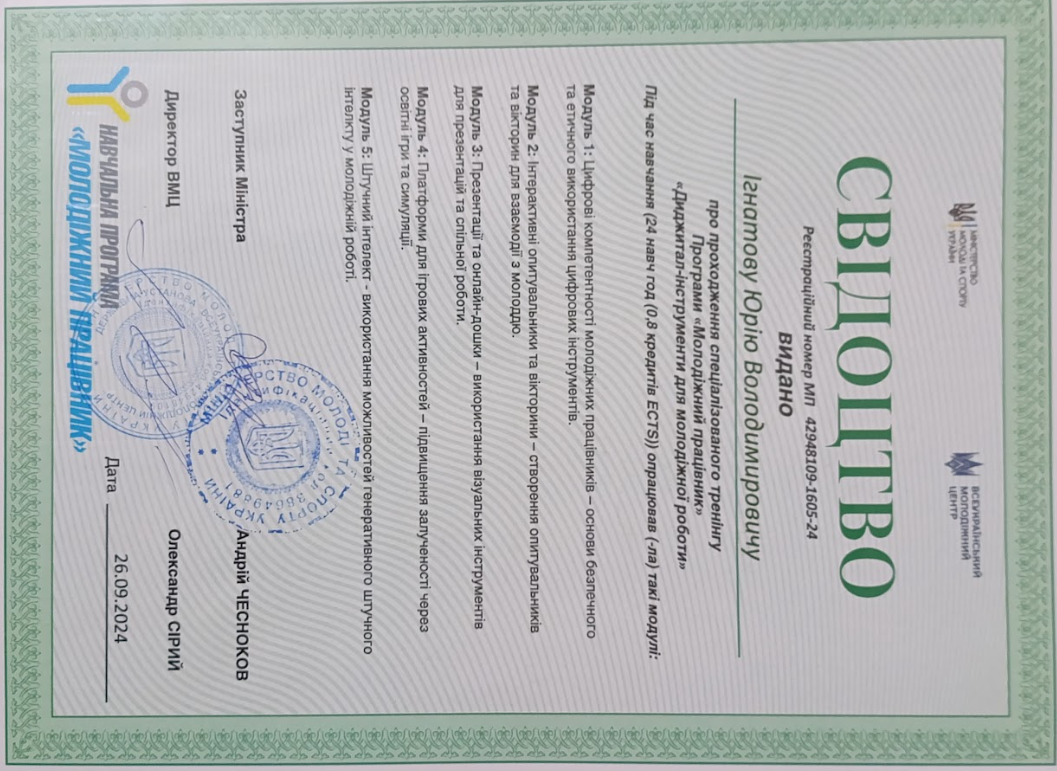 МІНІСТЕРСТВО
МОЛОДІ ТА СПОРТУ
УКРАЇНИ
ВСЕУКРАЇНСЬКИЙ
МОЛОДІЖНИЙ
ЦЕНТР
СВІДОЦТВО
Реєстраційний номер МП 42948109-1605-24
ВИДАНО
Ігнатову Юрію Володимировичу
про проходження спеціалізованого тренінгу
Програми «Молодіжний працівник»
«Диджитал-інструменти для молодіжної роботи»
Під час навчання (24 навч год (0,8 кредитів ECTS)) опрацював (-ла) такі модулі:
Модуль 1: Цифрові компетентності молодіжних працівників – основи безпечного
та етичного використання цифрових інструментів.
Модуль 2: Інтерактивні опитувальники та вікторини – створення опитувальників
та вікторин для взаємодії з молоддю.
Модуль 3: Презентації та онлайн-дошки – використання візуальних інструментів
для презентацій та спільної роботи.
Модуль 4: Платформи для ігрових активностей – підвищення залученості через
освітні ігри та симуляції.
Модуль 5: Штучний інтелект - використання можливостей генеративного штучного
інтелекту у молодіжній роботі.
Заступник Міністра
Андрій ЧЕСНОКОВ
Директор ВМЦ
Олександр СІРИЙ
НАВЧАЛЬНА ПРОГРАМА
«МОЛОДІЖНИЙ ПРАЦІВНИК»
Дата 26.09.2024